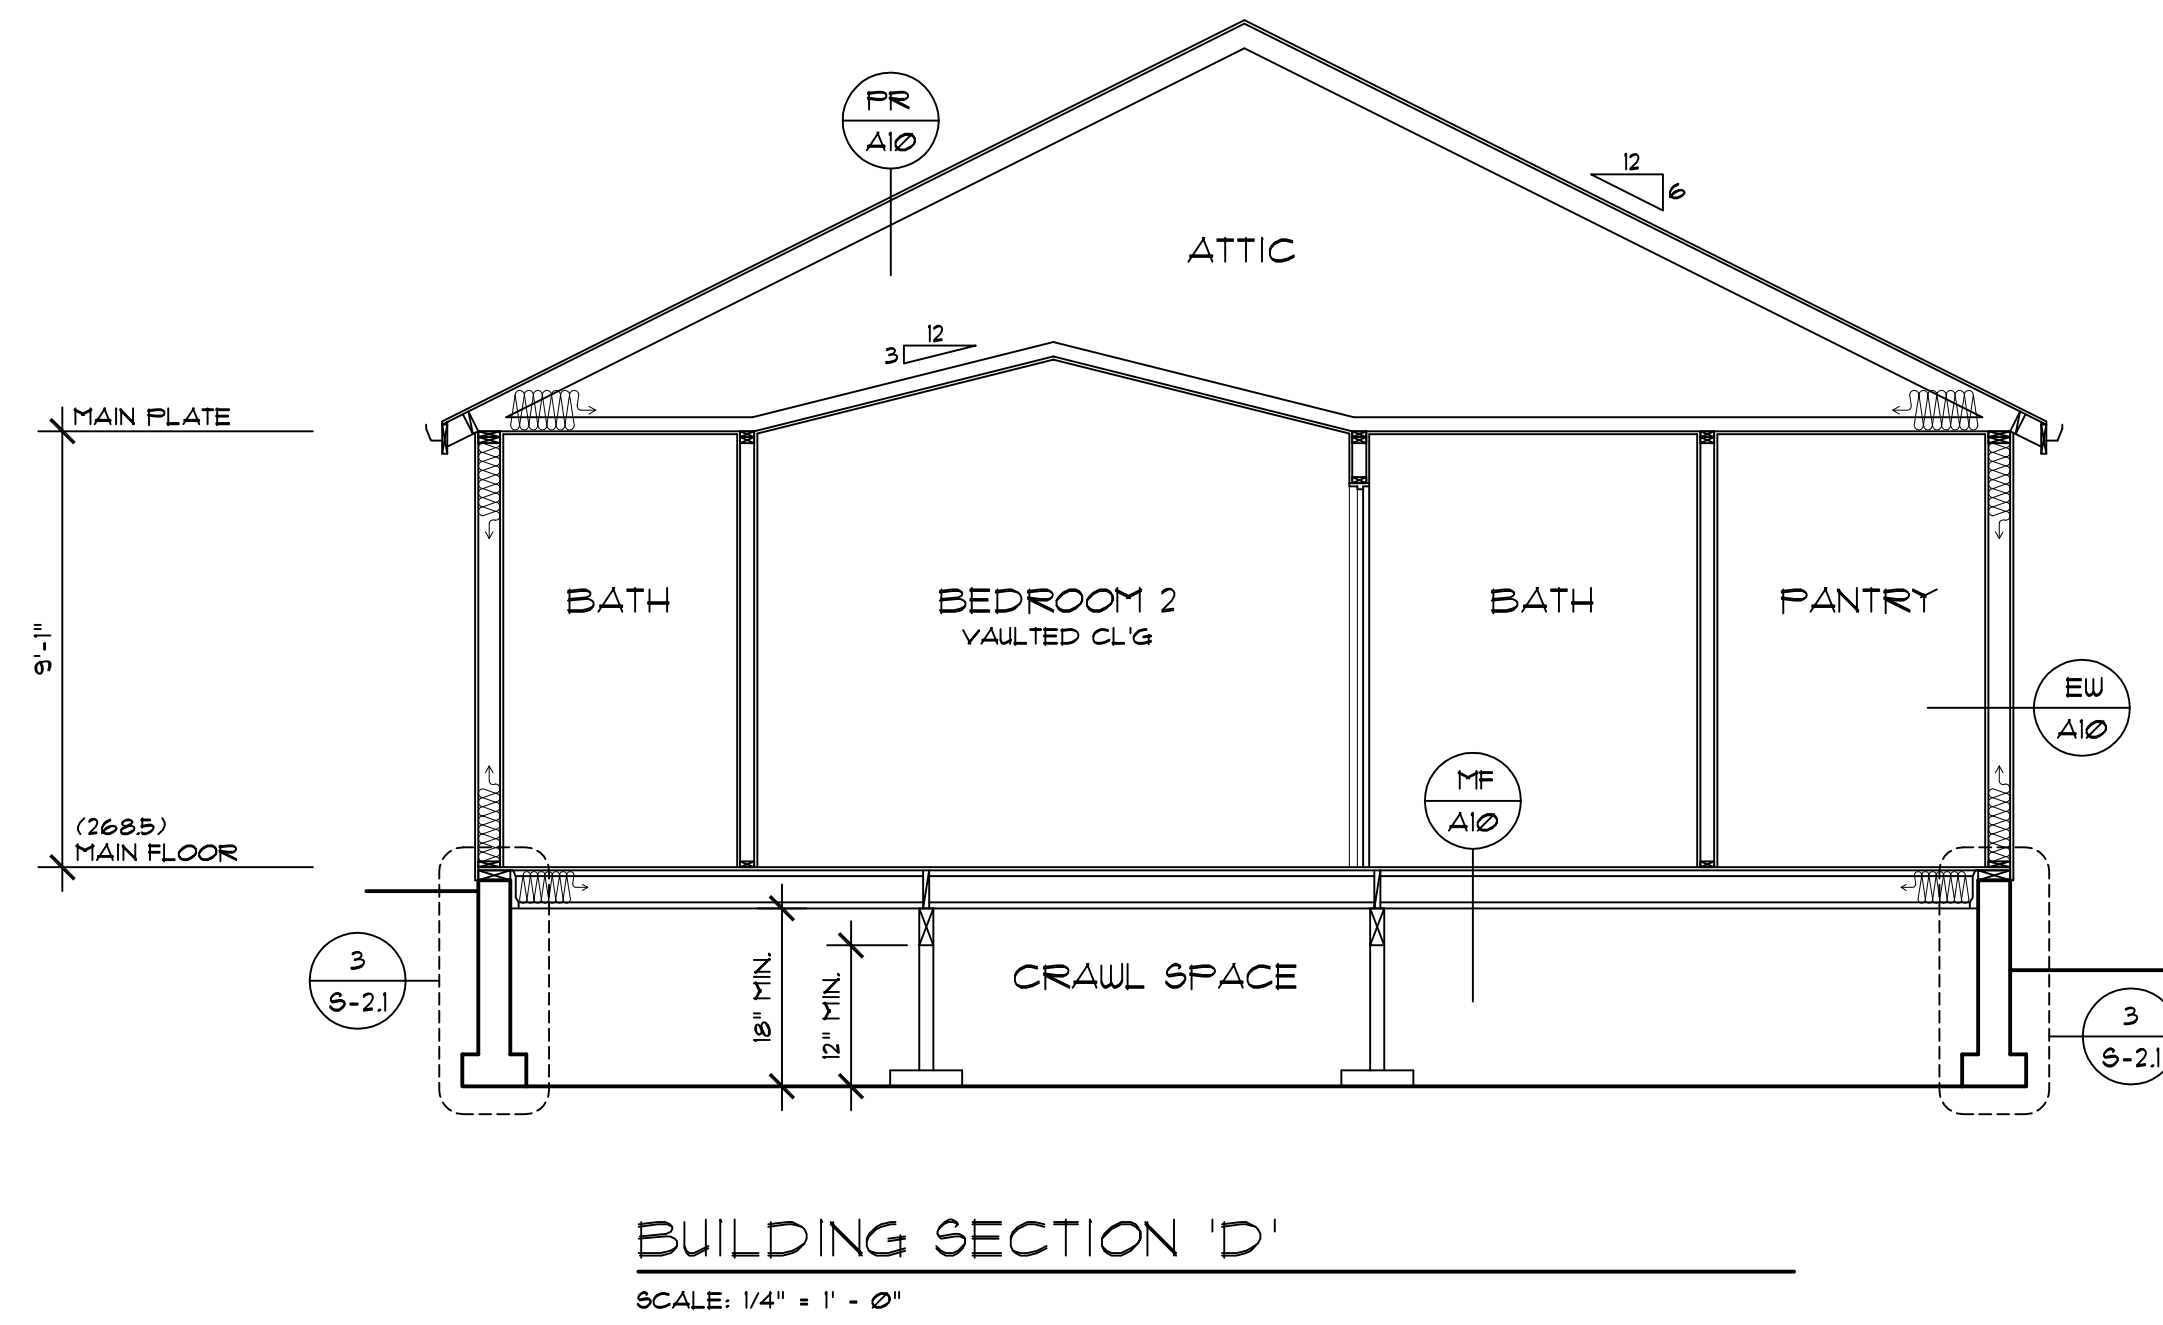 PR
A10
12
6
ATTIC
12
3
MAIN PLATE
BATH
BEDROOM 2
VAULTED CL'G
BATH
PANTRY
9'-1"
EW
A10
MF
A10
(268.5)
MAIN FLOOR
3
S-2.1
18" MIN.
12" MIN.
CRAWL SPACE
3
S-2.1
BUILDING SECTION 'D'
SCALE: 1/4" = 1' - 0"